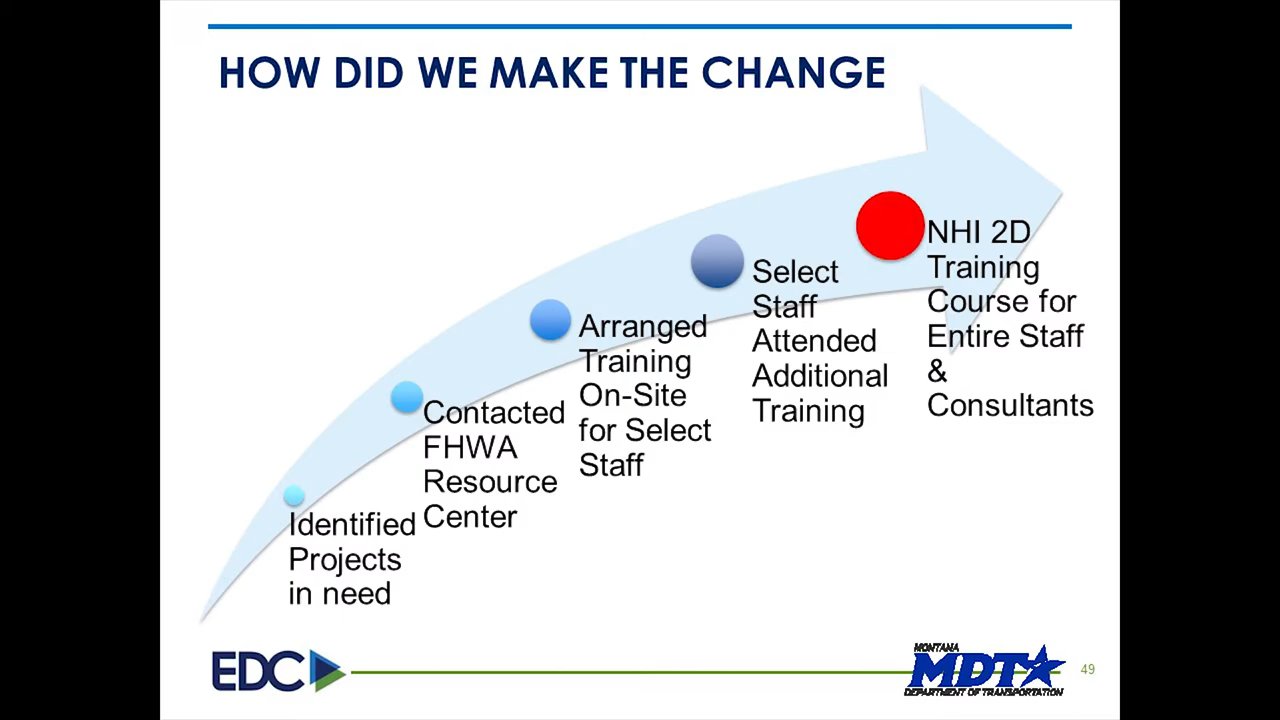 HOW DID WE MAKE THE CHANGE
Identified
Projects
in need
Contacted
FHWA
Resource
Center
Arranged
Training
On-Site
for Select
Staff
Select
Staff
Attended
Additional
Training
NHI 2D
Training
Course for
Entire Staff
&
Consultants
EDC
MONTANA
MDT
DEPARTMENT OF TRANSPORTATION
49